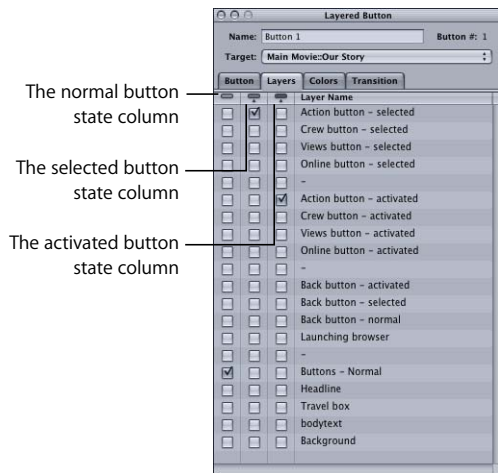 Layered Button
Name: Button 1 Button #: 1
Target: Main Movie::Our Story
Button Layers Colors Transition
The normal button
state column
The selected button
state column
The activated button
state column
Layer Name
Action button – selected
Crew button – selected
Views button – selected
Online button – selected
–
Action button – activated
Crew button – activated
Views button – activated
Online button – activated
–
Back button – activated
Back button – selected
Back button – normal
Launching browser
–
Buttons – Normal
Headline
Travel box
bodytext
Background